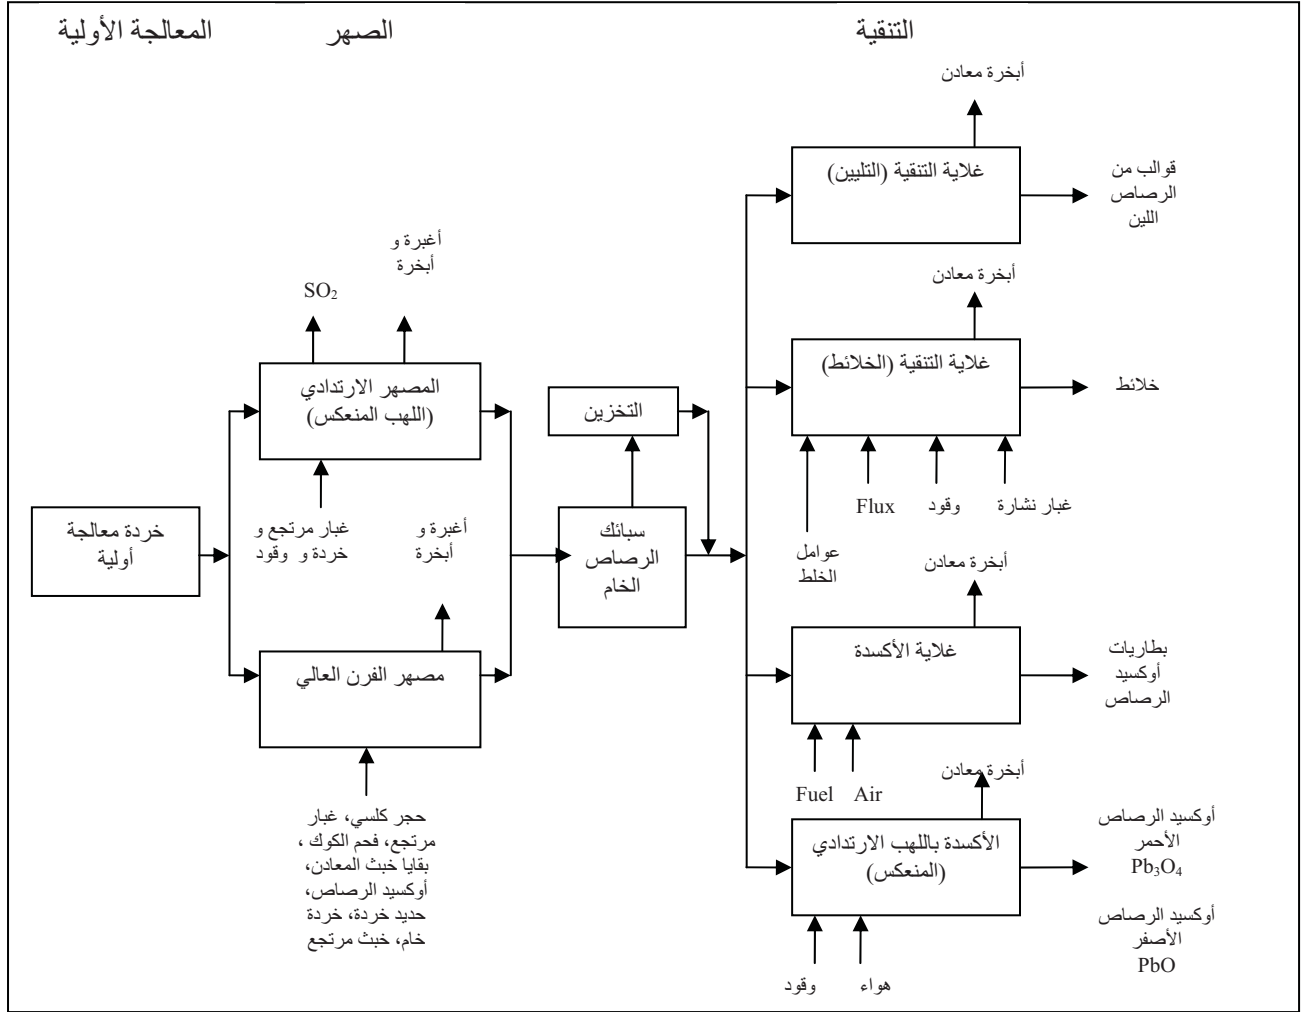 المعالجة الأولية
الصهر
التنقية
خردة معالجة
أولية
SO₂
أغبرة و
أبخرة
المصهر الارتدادي
(اللهب المنعكس)
غبار مرتجع و
خردة و وقود
أغبرة و
أبخرة
مصهر الفرن العالي
حجر كلسي، غبار
مرتجع، فحم الكوك ،
بقايا خبث المعادن،
أوكسيد الرصاص،
حديد خردة، خردة
خام، خبث مرتجع
التخزين
سبائك
الرصاص
الخام
أبخرة معادن
غلاية التنقية (التليين)
قوالب من
الرصاص
اللين
أبخرة معادن
غلاية التنقية (الخلائط)
خلائط
عوامل
الخلط
Flux
وقود
غبار نشارة
أبخرة معادن
غلاية الأكسدة
بطاريات
أوكسيد
الرصاص
Fuel
Air
أبخرة معادن
الأكسدة باللهب الارتدادي
(المنعكس)
أوكسيد الرصاص
الأحمر
Pb₃O₄
أوكسيد الرصاص
الأصفر
PbO
وقود
هواء